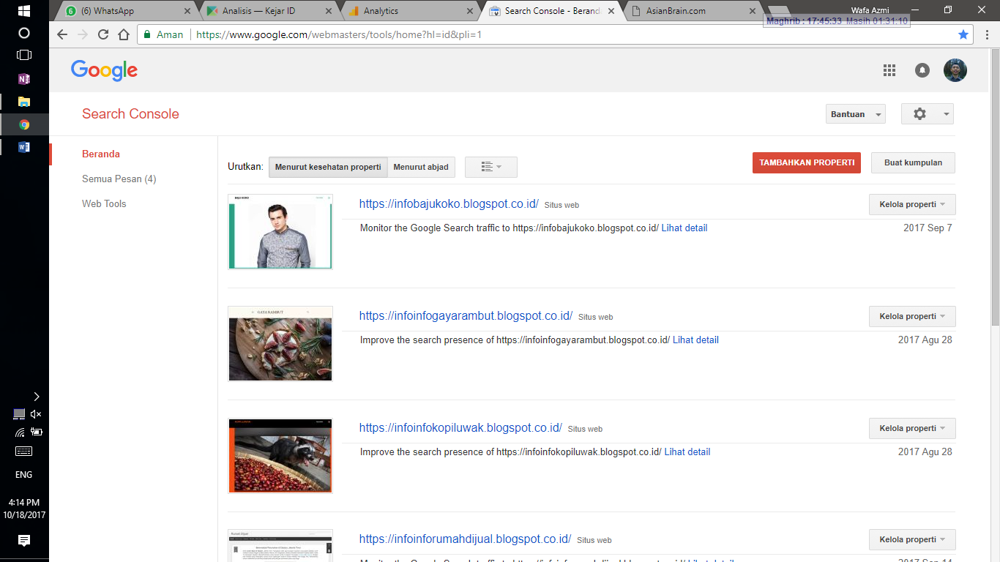 (6) WhatsApp
Analisis — Kejar ID
Analytics
Search Console - Beranda
AsianBrain.com
Wafa Azmi
Maghrib : 17:45:33 Masih 01:31:10
Aman https://www.google.com/webmasters/tools/home?hl=id&pli=1
Google
Search Console
Bantuan
Beranda
Semua Pesan (4)
Web Tools
Urutkan: Menurut kesehatan properti Menurut abjad
TAMBAHKAN PROPERTI
Buat kumpulan
BAJU KOKO
https://infobajukoko.blogspot.co.id/ Situs web
Kelola properti
Monitor the Google Search traffic to https://infobajukoko.blogspot.co.id/ Lihat detail
2017 Sep 7
GAYA RAMBUT
https://infoinfogayarambut.blogspot.co.id/ Situs web
Kelola properti
Improve the search presence of https://infoinfogayarambut.blogspot.co.id/ Lihat detail
2017 Agu 28
https://infoinfokopiluwak.blogspot.co.id/ Situs web
Kelola properti
Improve the search presence of https://infoinfokopiluwak.blogspot.co.id/ Lihat detail
2017 Agu 28
Rumah Dijual
https://infoinforumahdijual.blogspot.co.id/ Situs web
Kelola properti
ENG
4:14 PM
10/18/2017